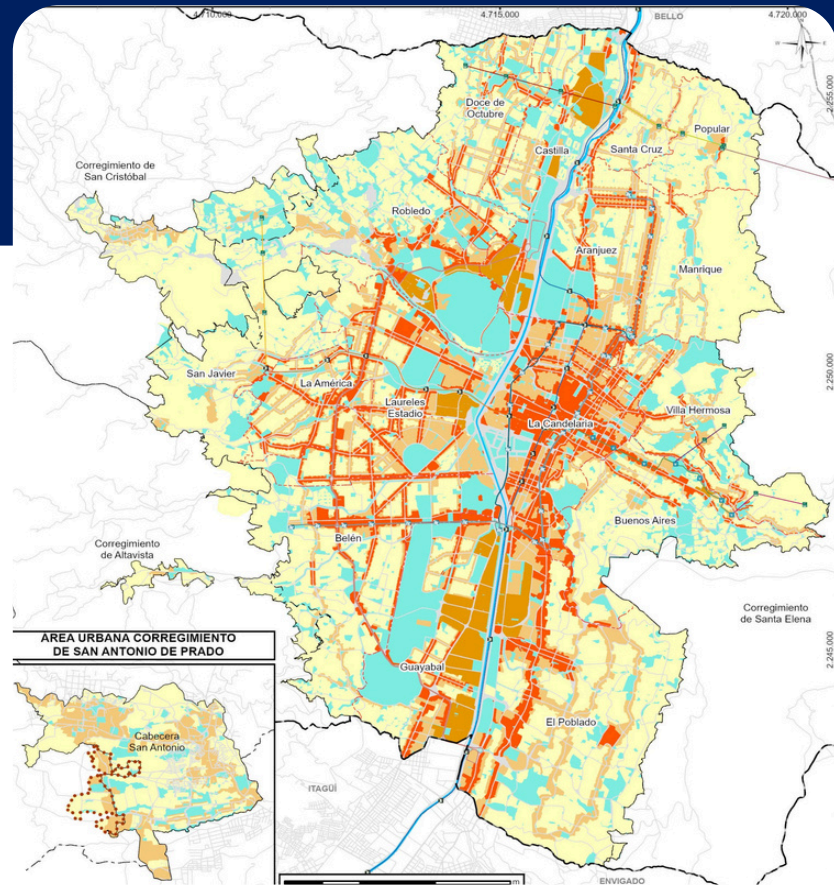 4.710.000
4.715.000
4.720.000
BELLO
2.255.000
Doce de
Octubre
Popular
Castilla
Santa Cruz
Corregimiento de
San Cristóbal
Robledo
Aranjuez
Manrique
2.250.000
San Javier
La América
Laureles
Estadio
Villa Hermosa
La Candelaria
Buenos Aires
Belén
Corregimiento
de Altavista
Corregimiento
de Santa Elena
AREA URBANA CORREGIMIENTO
DE SAN ANTONIO DE PRADO
2.245.000
Guayabal
El Poblado
Cabecera
San Antonio
ITAGÜÍ
ENVIGADO